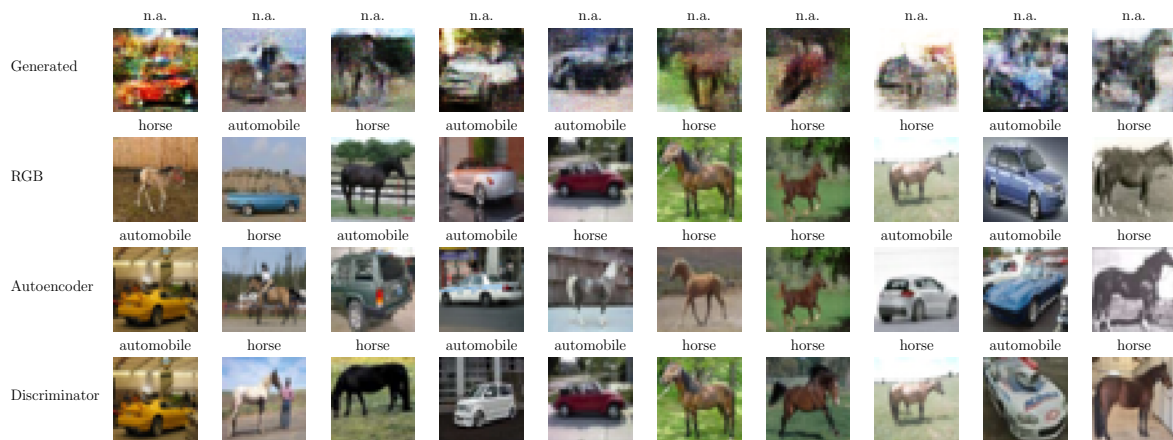 n.a. n.a. n.a. n.a. n.a. n.a. n.a. n.a. n.a. n.a.
Generated
horse automobile horse automobile automobile horse horse horse automobile horse
RGB
automobile horse automobile automobile horse horse horse automobile automobile horse
Autoencoder
automobile horse horse automobile automobile horse horse horse automobile horse
Discriminator